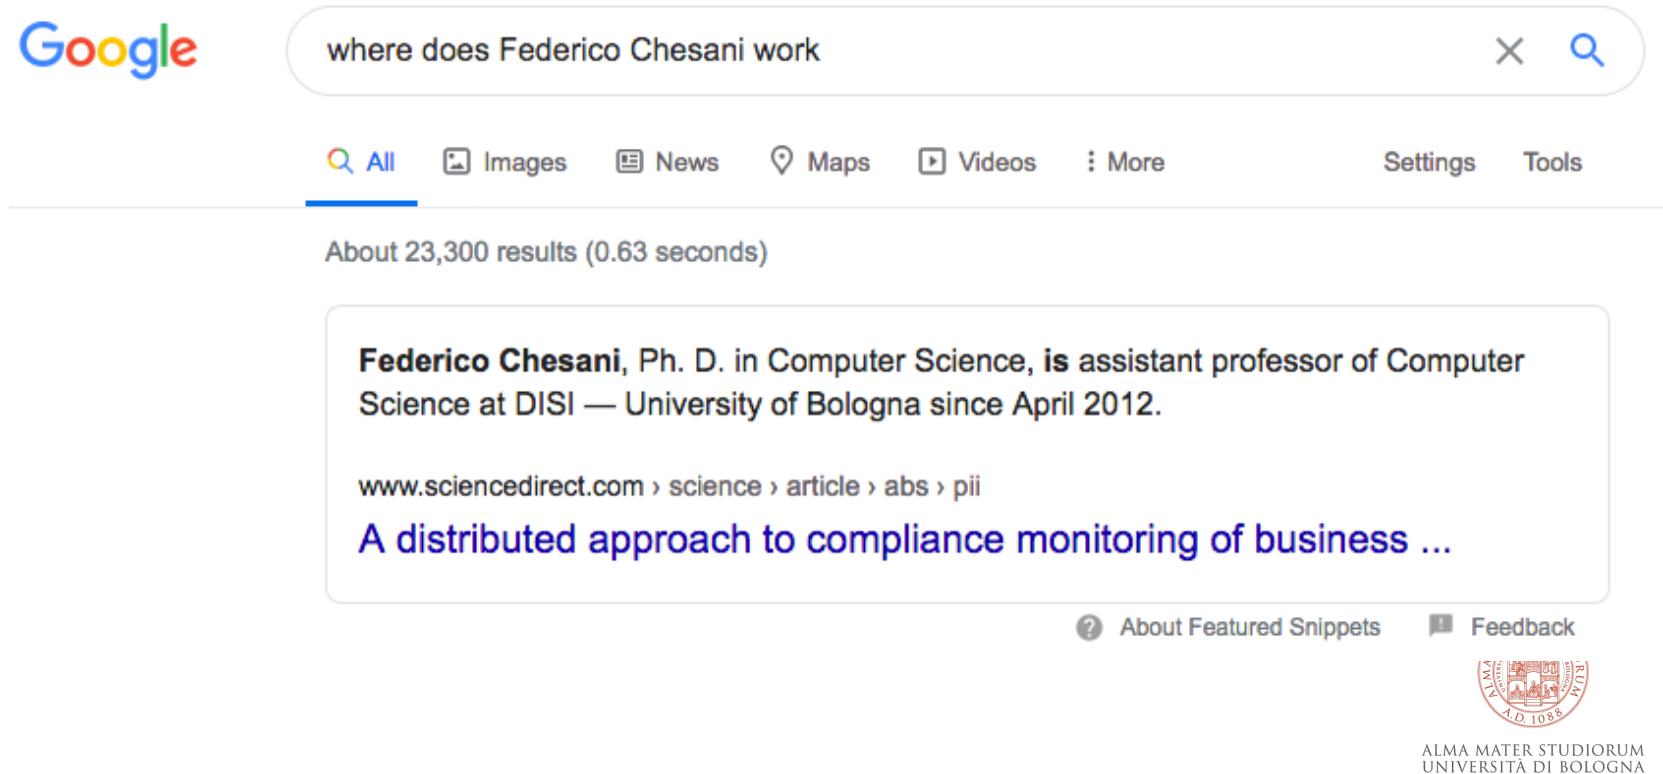 Google
where does Federico Chesani work
All Images News Maps Videos More Settings Tools
About 23,300 results (0.63 seconds)
Federico Chesani, Ph. D. in Computer Science, is assistant professor of Computer
Science at DISI — University of Bologna since April 2012.
www.sciencedirect.com › science › article › abs › pii
A distributed approach to compliance monitoring of business ...
About Featured Snippets Feedback
A.D. 1088
ALMA MATER STUDIORUM
UNIVERSITÀ DI BOLOGNA